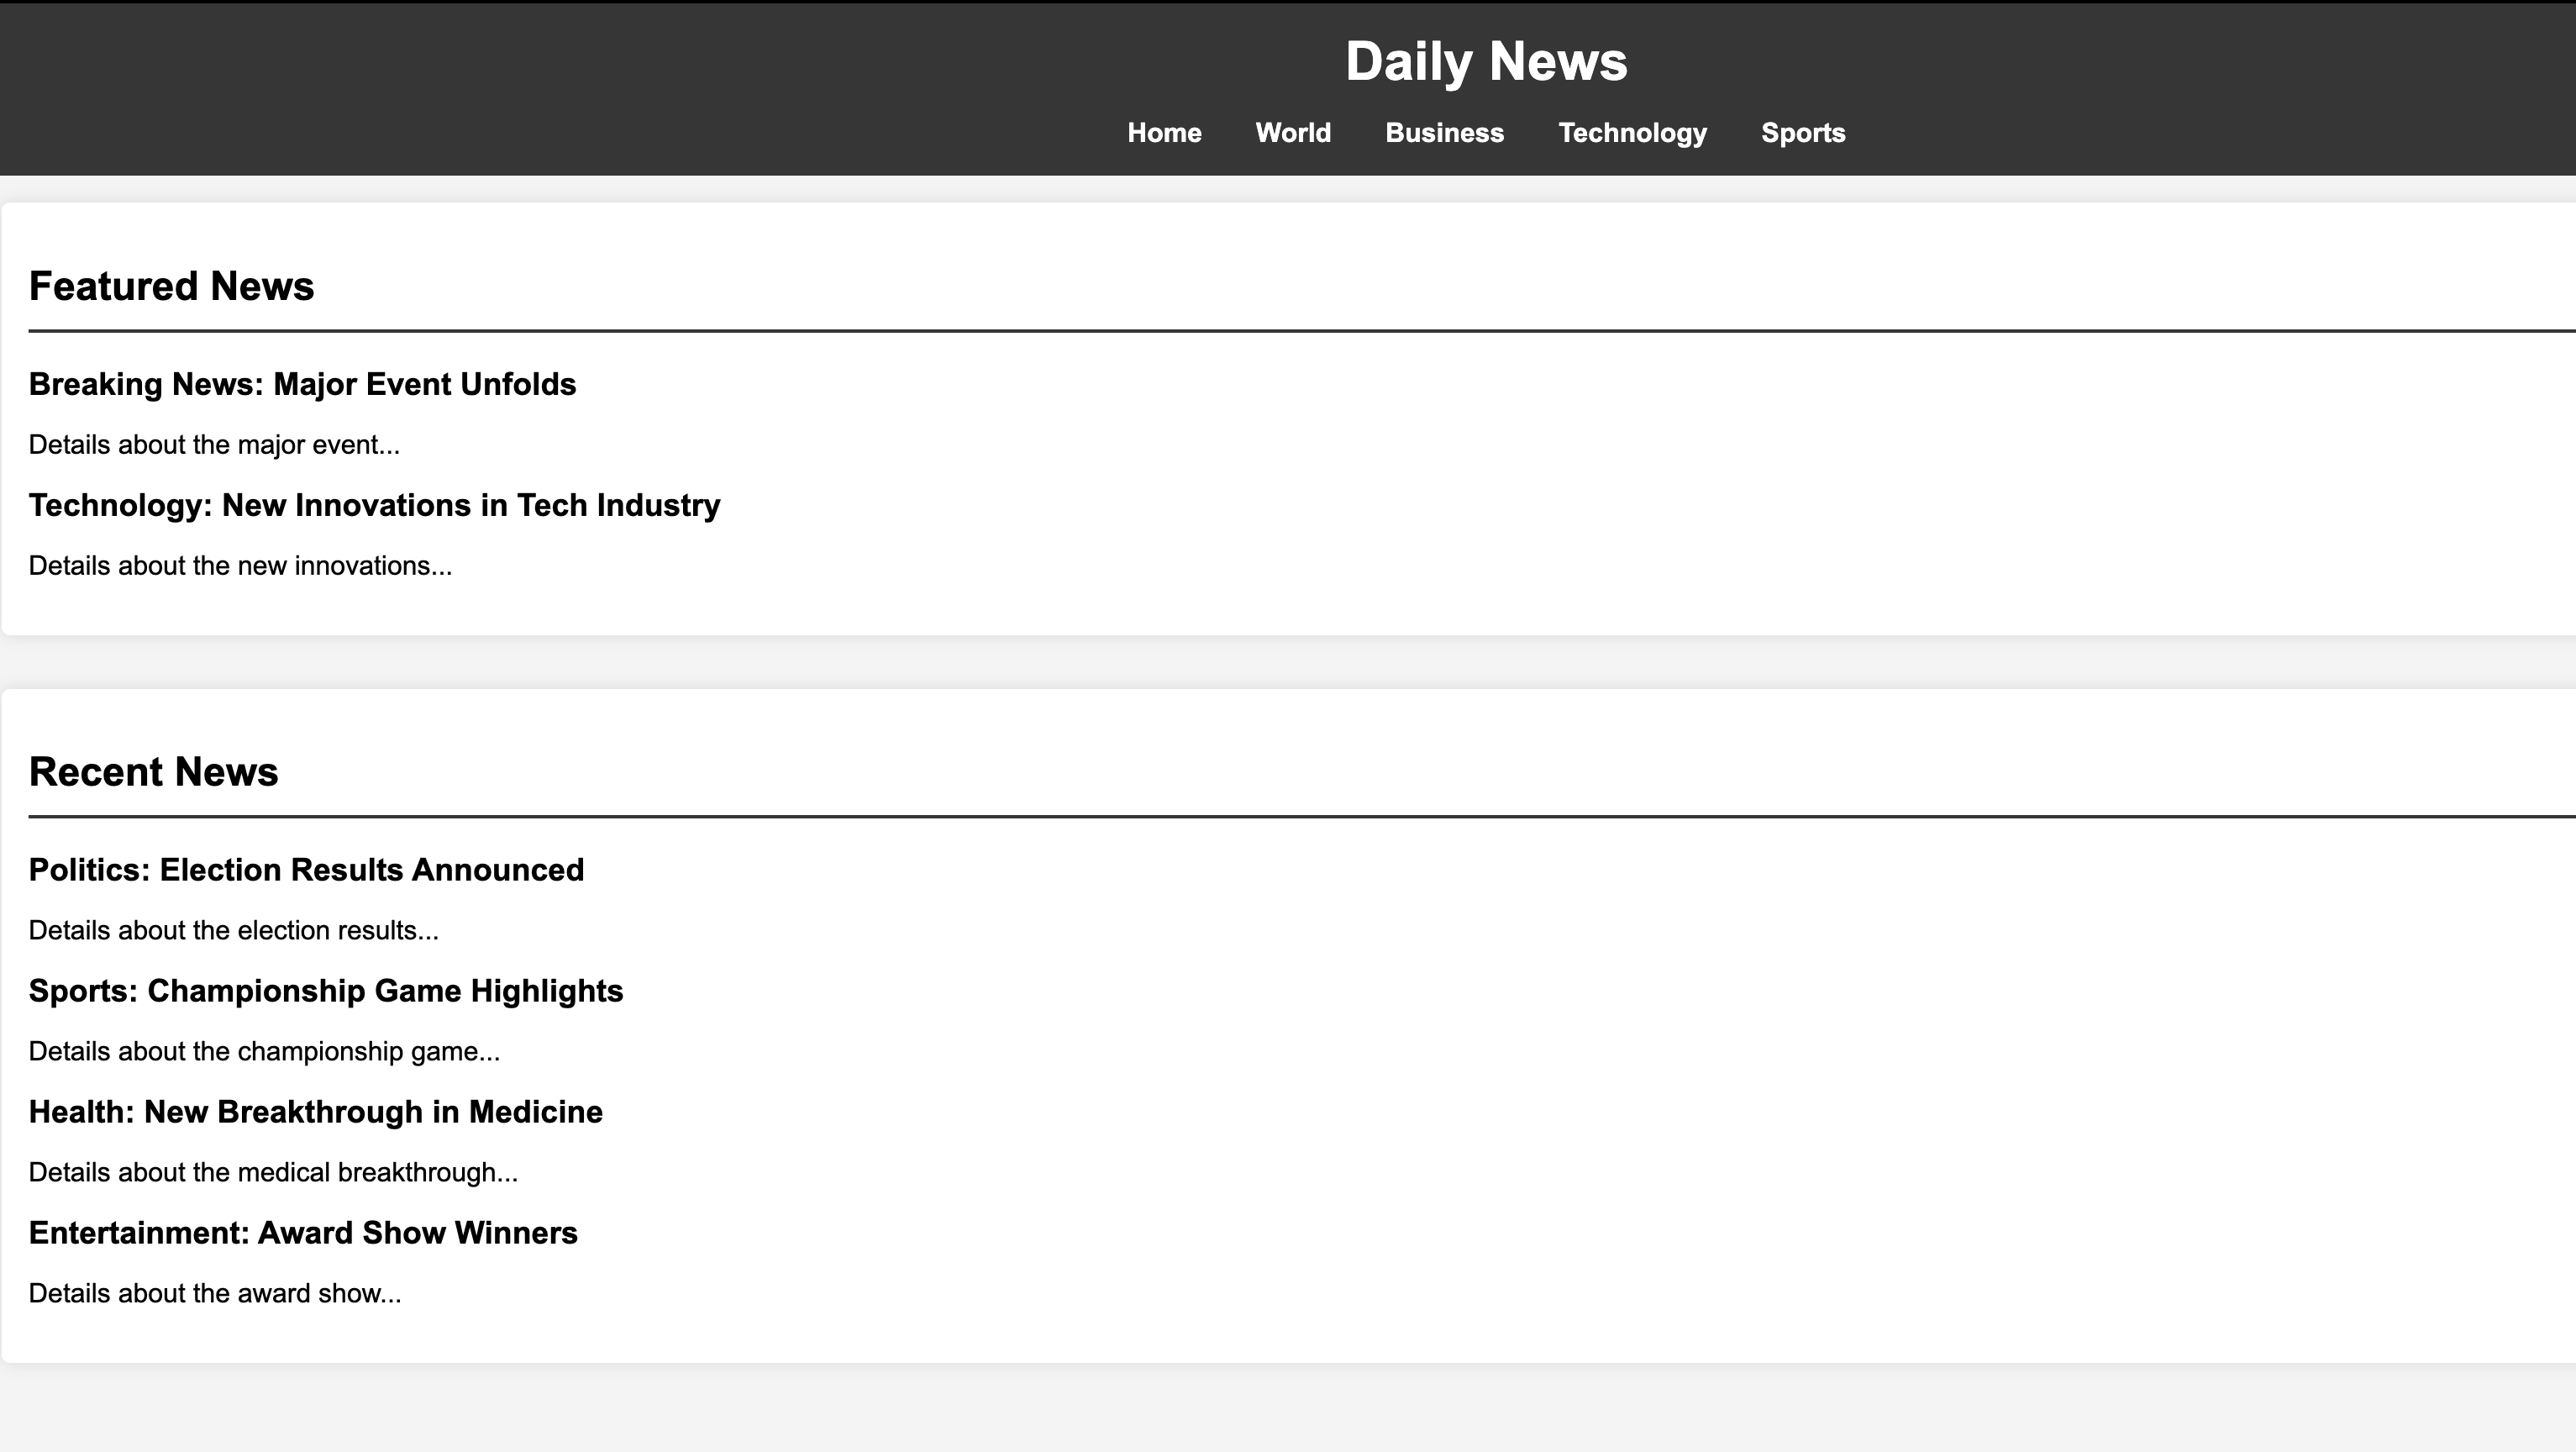 Daily News
Home World Business Technology Sports
Featured News
Breaking News: Major Event Unfolds
Details about the major event...
Technology: New Innovations in Tech Industry
Details about the new innovations...
Recent News
Politics: Election Results Announced
Details about the election results...
Sports: Championship Game Highlights
Details about the championship game...
Health: New Breakthrough in Medicine
Details about the medical breakthrough...
Entertainment: Award Show Winners
Details about the award show...